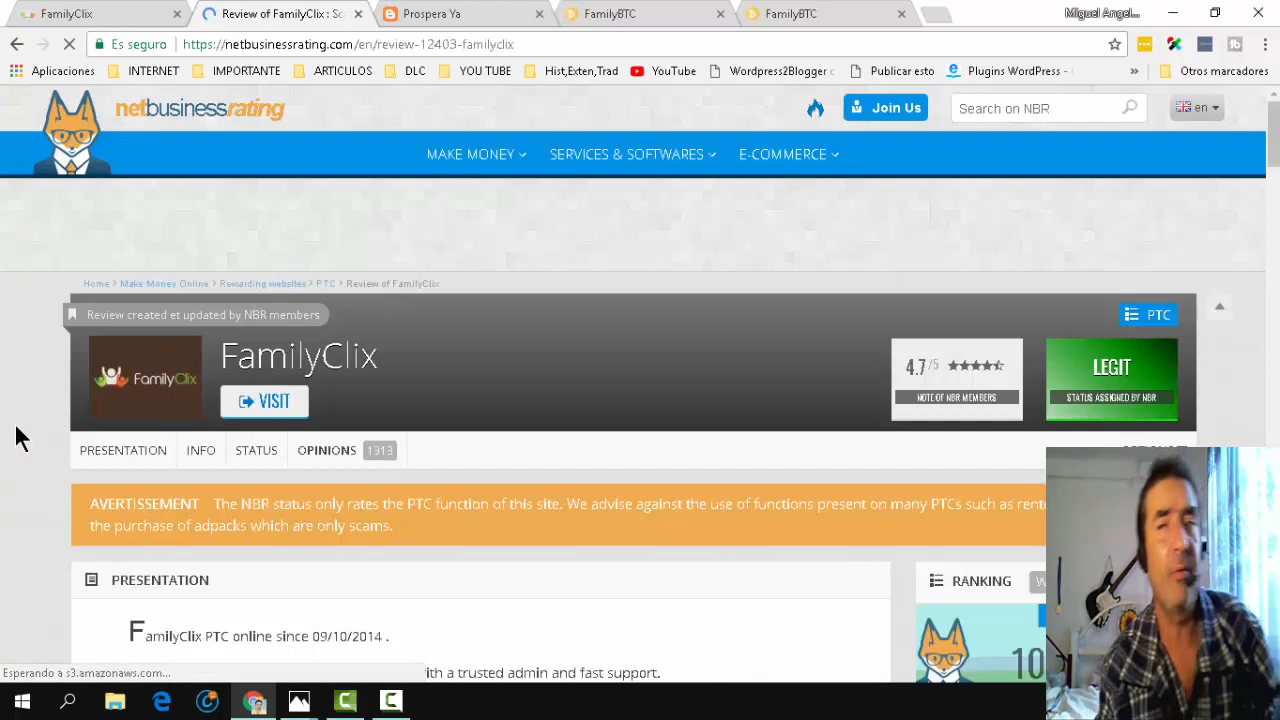 FamilyClix
Review of FamilyClix : Sc
Prospera Ya
FamilyBTC
FamilyBTC
Miguel Angel...
Es seguro
https://netbusinessrating.com/en/review-12403-familyclix
Aplicaciones
INTERNET
IMPORTANTE
ARTICULOS
DLC
YOU TUBE
Hist,Exten,Trad
YouTube
Wordpress2Blogger.c
Publicar esto
Plugins WordPress -
»
Otros marcadores
netbusinessrating
Join Us
Search on NBR
en
MAKE MONEY
SERVICES & SOFTWARES
E-COMMERCE
Home > Make Money Online > Rewarding websites > PTC > Review of FamilyClix
Review created et updated by NBR members
PTC
FamilyClix
FamilyClix
VISIT
4.7/5
NOTE OF NBR MEMBERS
LEGIT
STATUS ASSIGNED BY NBR
PRESENTATION
INFO
STATUS
OPINIONS 1313
AVERTISSEMENT The NBR status only rates the PTC function of this site. We advise against the use of functions present on many PTCs such as rente
the purchase of adpacks which are only scams.
PRESENTATION
RANKING
W
FamilyClix PTC online since 09/10/2014 .
10
ith a trusted admin and fast support.
Esperando a s3.amazonaws.com...